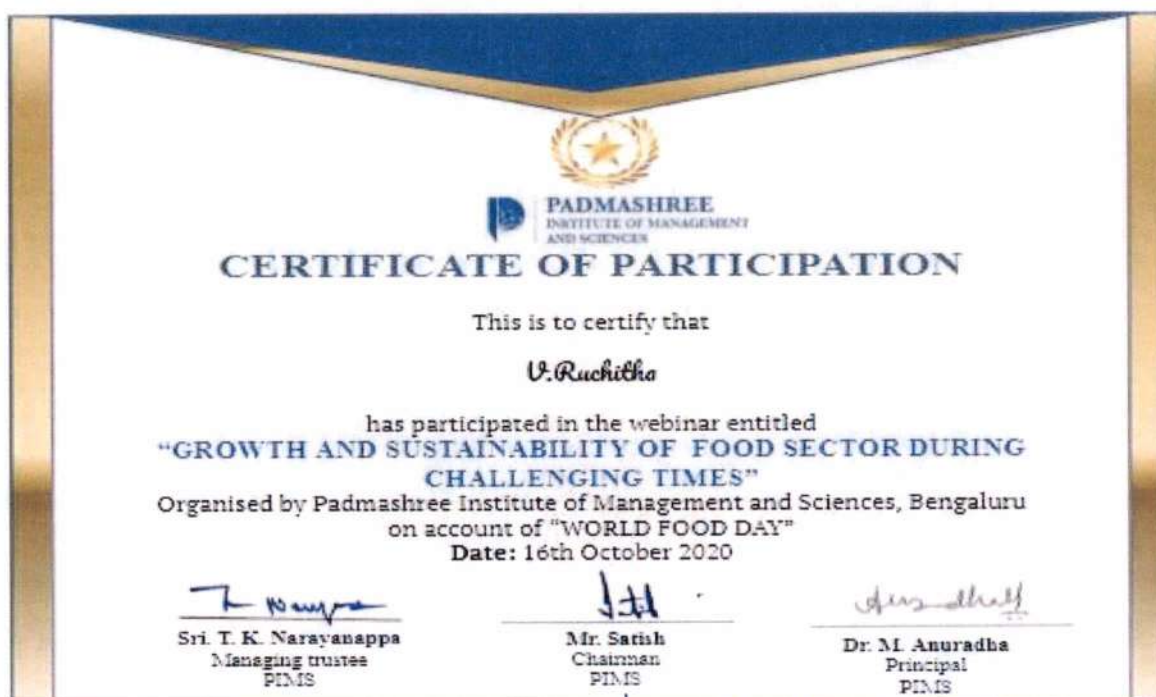 PADMASHREE
INSTITUTE OF MANAGEMENT
AND SCIENCES
CERTIFICATE OF PARTICIPATION
This is to certify that
V.Ruchitha
has participated in the webinar entitled
"GROWTH AND SUSTAINABILITY OF FOOD SECTOR DURING
CHALLENGING TIMES"
Organised by Padmashree Institute of Management and Sciences, Bengaluru
on account of "WORLD FOOD DAY"
Date: 16th October 2020
Sri. T. K. Narayanappa
Mr. Satish
Dr. M. Anuradha
Managing trustee
Chairman
Principal
PIMS
PIMS
PIMS